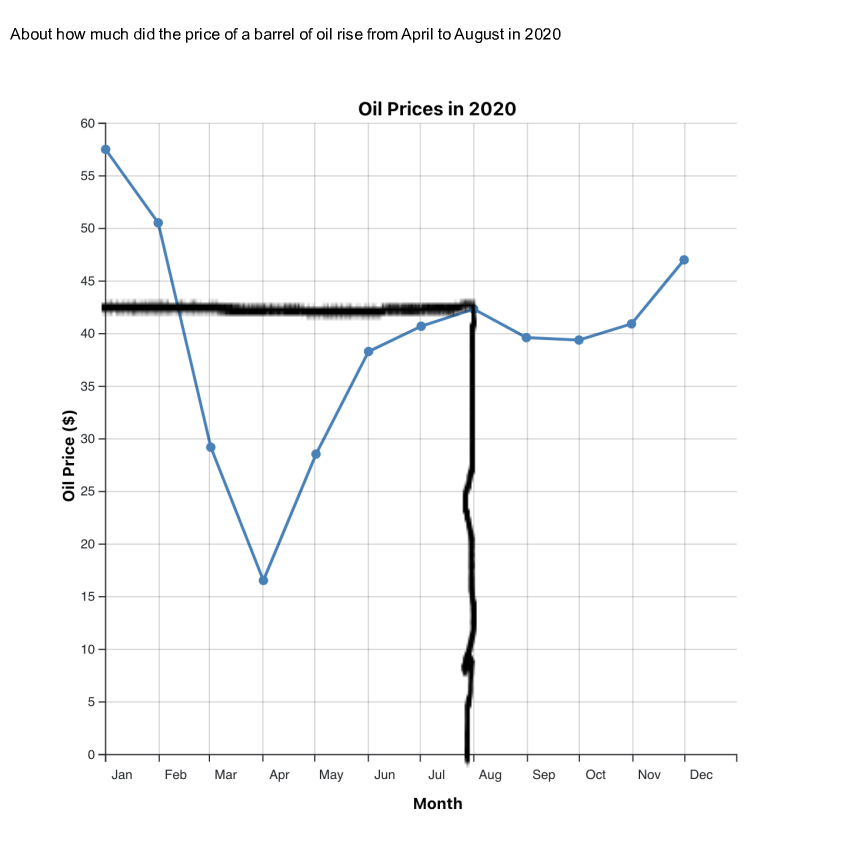 About how much did the price of a barrel of oil rise from April to August in 2020
Oil Prices in 2020
60
55
50
45
40
35
30
25
20
15
10
5
0
Oil Price ($)
Jan Feb Mar Apr May Jun Jul Aug Sep Oct Nov Dec
Month